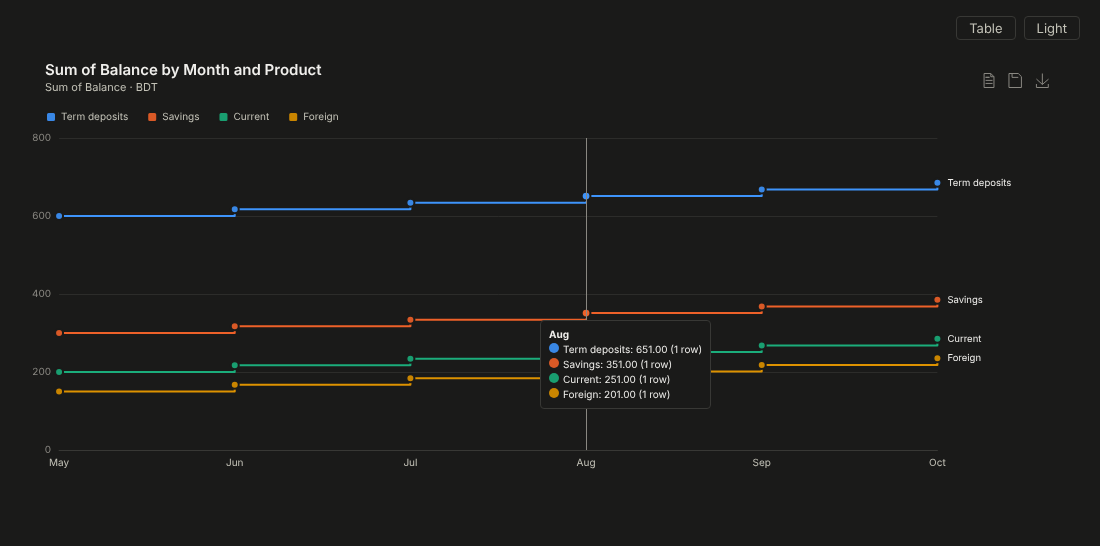 Table Light
Sum of Balance by Month and Product
Sum of Balance · BDT
Term deposits Savings Current Foreign
800
600
400
200
0
Term deposits
Savings
Current
Foreign
Aug
Term deposits: 651.00 (1 row)
Savings: 351.00 (1 row)
Current: 251.00 (1 row)
Foreign: 201.00 (1 row)
May Jun Jul Aug Sep Oct